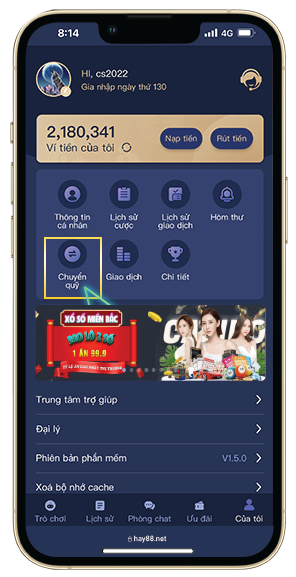 8:14
4G
HI, cs2022
Gia nhập ngày thứ 130
2,180,341
Ví tiền của tôi
Nạp tiền
Rút tiền
Thông tin
cá nhân
Lịch sử
cược
Lịch sử
giao dịch
Hòm thư
Chuyển
quỹ
Giao dịch
Chi tiết
XỔ SỐ MIỀN BẮC
BAO LÔ 2 SỐ
1 ĂN 99.9
Trung tâm trợ giúp
Đại lý
Phiên bản phần mềm
V1.5.0
Xoá bộ nhớ cache
Trò chơi
Lịch sử
Phòng chat
Ưu đãi
Của tôi
hay88.net